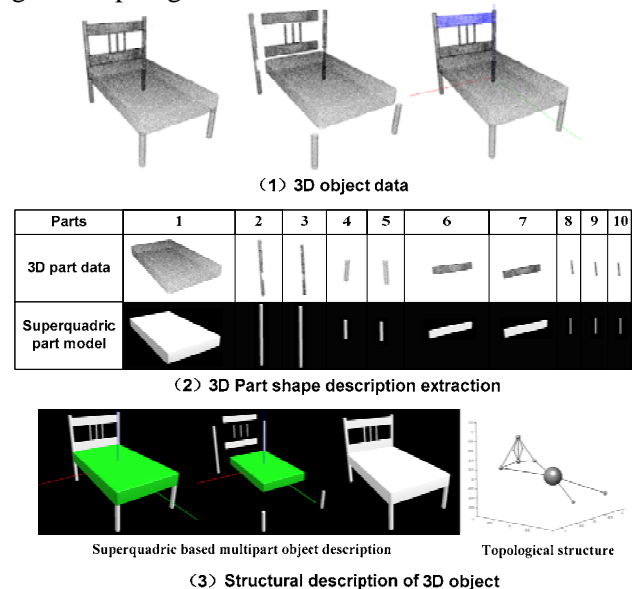 (1) 3D object data
Parts 1 2 3 4 5 6 7 8 9 10
3D part data
Superquadric
part model
(2) 3D Part shape description extraction
Superquadric based multipart object description Topological structure
(3) Structural description of 3D object